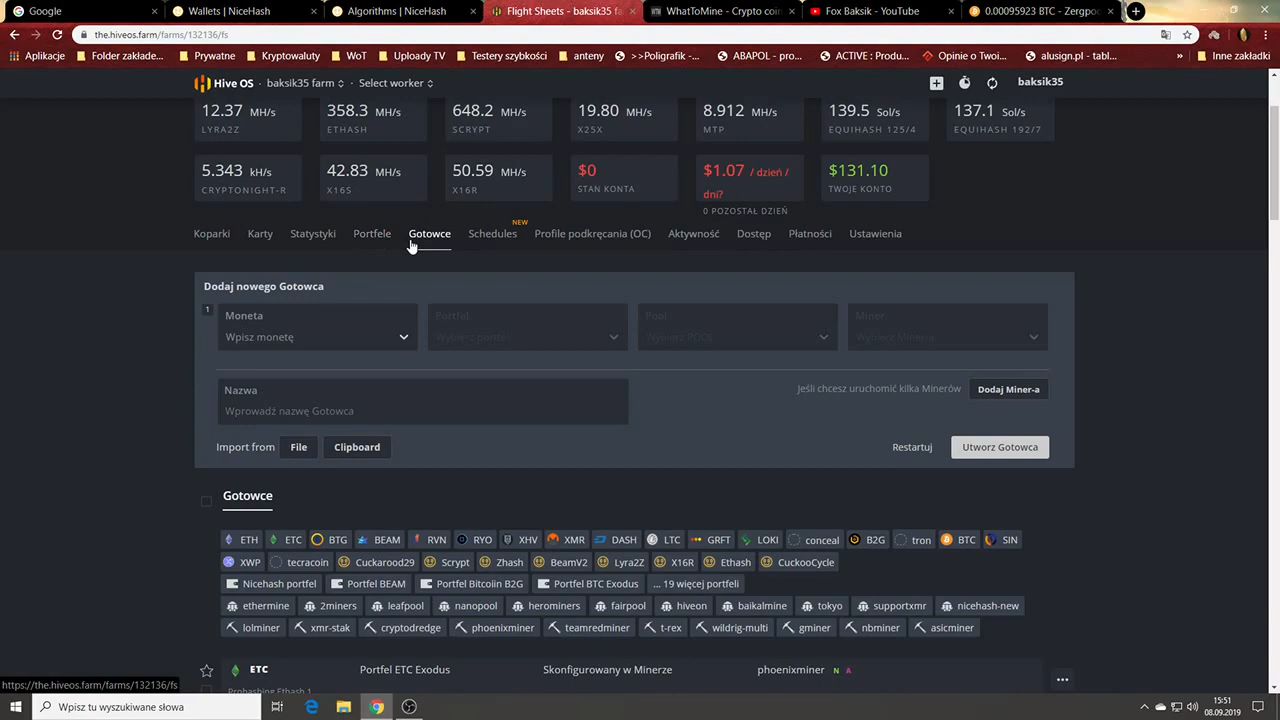 Google
Wallets | NiceHash
Algorithms | NiceHash
Flight Sheets - baksik35 farm
WhatToMine - Crypto coin
Fox Baksik - YouTube
0.00095923 BTC - Zergpoo
the.hiveos.farm/farms/132136/fs
Aplikacje
Folder zakłade...
Prywatne
Kryptowaluty
WoT
Uploady TV
Testery szybkości
anteny
>>Poligrafik - ...
ABAPOL - pro...
ACTIVE : Produ...
Opinie o Twoi...
alusign.pl - tabl...
»
Inne zakładki
Hive OS
baksik35 farm
Select worker
baksik35
12.37 MH/s
358.3 MH/s
648.2 MH/s
19.80 MH/s
8.912 MH/s
139.5 Sol/s
137.1 Sol/s
LYRA2Z
ETHASH
SCRYPT
X25X
MTP
EQUIHASH 125/4
EQUIHASH 192/7
5.343 kH/s
42.83 MH/s
50.59 MH/s
$0
$1.07 / dzień / dni?
$131.10
CRYPTONIGHT-R
X16S
X16R
STAN KONTA
0 POZOSTAŁ DZIEŃ
TWOJE KONTO
Koparki
Karty
Statystyki
Portfele
Gotowce
Schedules
NEW
Profile podkręcania (OC)
Aktywność
Dostęp
Płatności
Ustawienia
Dodaj nowego Gotowca
1
Moneta
Wpisz monetę
Portfel
Wybierz portfel
Pool
Wybierz POOL
Miner
Wybierz Minera
Nazwa
Wprowadź nazwę Gotowca
Jeśli chcesz uruchomić kilka Minerów
Dodaj Miner-a
Import from
File
Clipboard
Restartuj
Utworz Gotowca
Gotowce
ETH
ETC
BTG
BEAM
RVN
RYO
XHV
XMR
DASH
LTC
GRFT
LOKI
conceal
B2G
tron
BTC
SIN
XWP
tecracoin
Cuckarood29
Scrypt
Zhash
BeamV2
Lyra2Z
X16R
Ethash
CuckooCycle
Nicehash portfel
Portfel BEAM
Portfel Bitcoiin B2G
Portfel BTC Exodus
... 19 więcej portfeli
ethermine
2miners
leafpool
nanopool
herominers
fairpool
hiveon
baikalmine
tokyo
supportxmr
nicehash-new
lolminer
xmr-stak
cryptodredge
phoenixminer
teamredminer
t-rex
wildrig-multi
gminer
nbminer
asicminer
ETC
Portfel ETC Exodus
Skonfigurowany w Minerze
phoenixminer
N A
Probashing Ethash 1
https://the.hiveos.farm/farms/132136/fs
Wpisz tu wyszukiwane słowa
15:51
08.09.2019